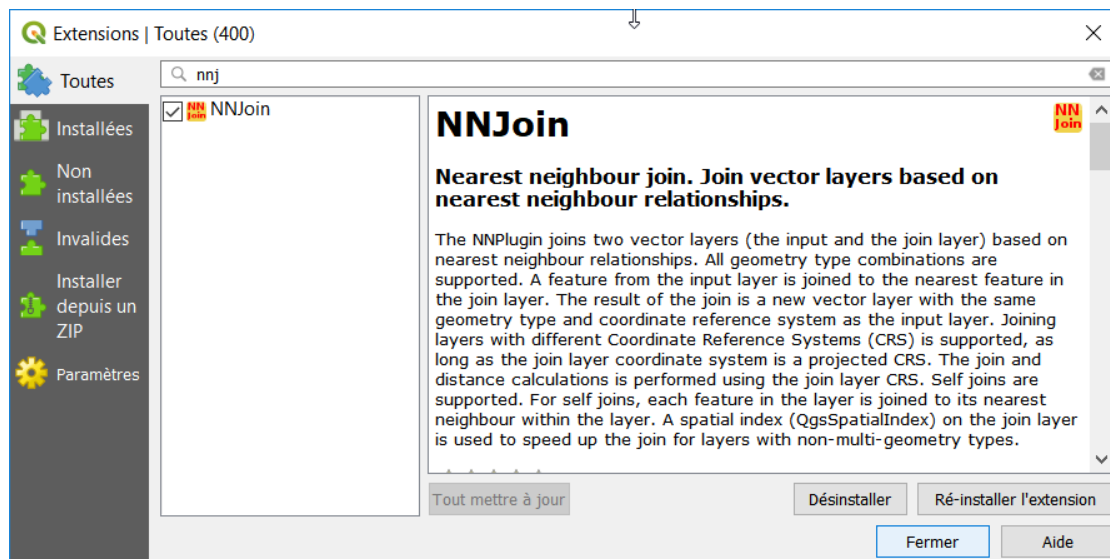 Extensions | Toutes (400)
nnj
Toutes
Installées
Non
installées
Invalides
Installer
depuis un
ZIP
Paramètres
NN
Join
NNJoin
NNJoin
NN
Join
Nearest neighbour join. Join vector layers based on
nearest neighbour relationships.
The NNPlugin joins two vector layers (the input and the join layer) based on
nearest neighbour relationships. All geometry type combinations are
supported. A feature from the input layer is joined to the nearest feature in
the join layer. The result of the join is a new vector layer with the same
geometry type and coordinate reference system as the input layer. Joining
layers with different Coordinate Reference Systems (CRS) is supported, as
long as the join layer coordinate system is a projected CRS. The join and
distance calculations is performed using the join layer CRS. Self joins are
supported. For self joins, each feature in the layer is joined to its nearest
neighbour within the layer. A spatial index (QgsSpatialIndex) on the join layer
is used to speed up the join for layers with non-multi-geometry types.
Tout mettre à jour
Désinstaller
Ré-installer l'extension
Fermer
Aide